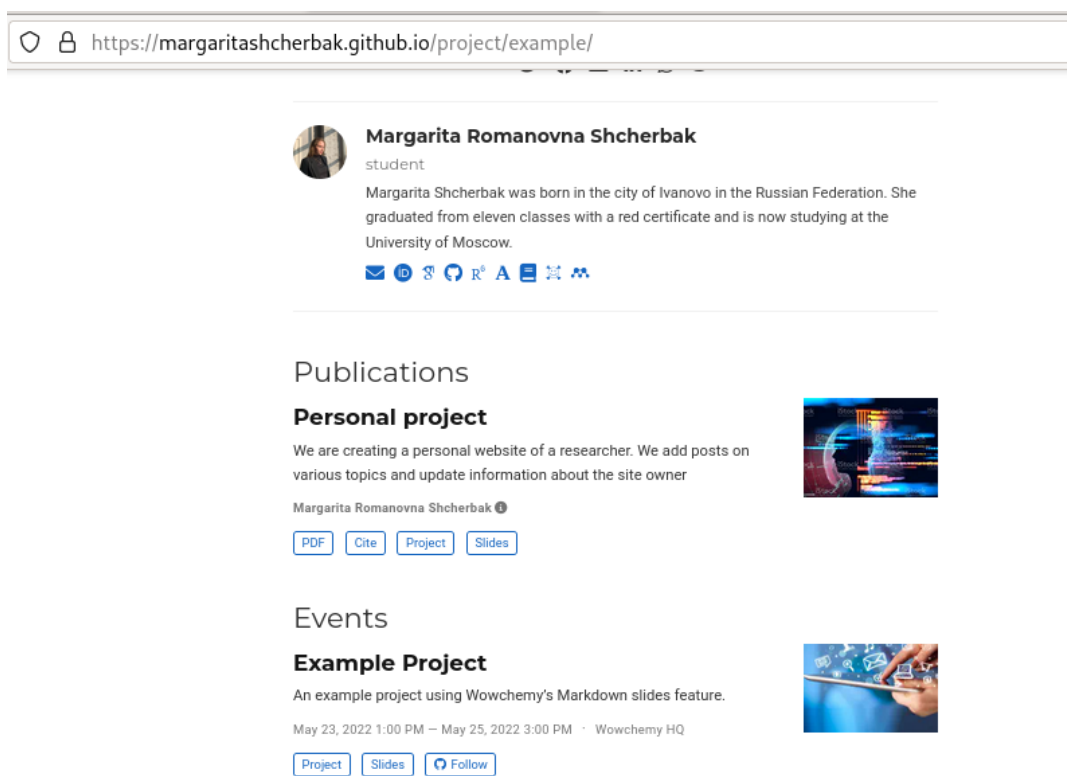 https://margaritashcherbak.github.io/project/example/
Margarita Romanovna Shcherbak
student
Margarita Shcherbak was born in the city of Ivanovo in the Russian Federation. She
graduated from eleven classes with a red certificate and is now studying at the
University of Moscow.
Publications
Personal project
We are creating a personal website of a researcher. We add posts on
various topics and update information about the site owner
Margarita Romanovna Shcherbak
PDF Cite Project Slides
Events
Example Project
An example project using Wowchemy's Markdown slides feature.
May 23, 2022 1:00 PM — May 25, 2022 3:00 PM · Wowchemy HQ
Project Slides Follow